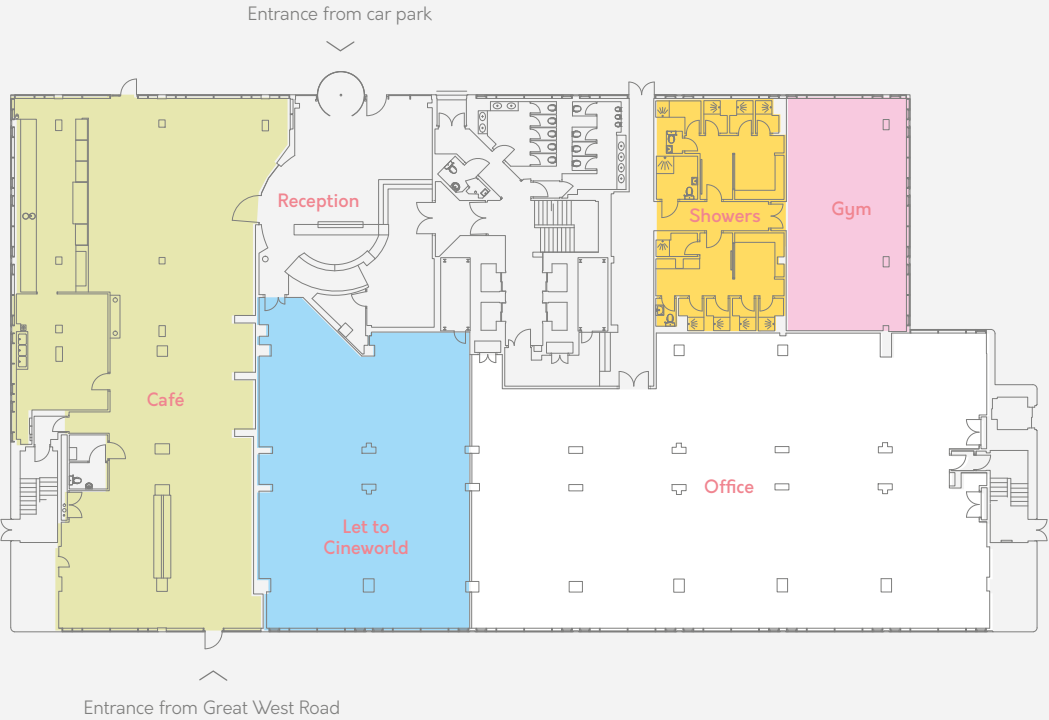 Entrance from car park
Reception
Showers
Gym
Café
Office
Let to
Cineworld
Entrance from Great West Road